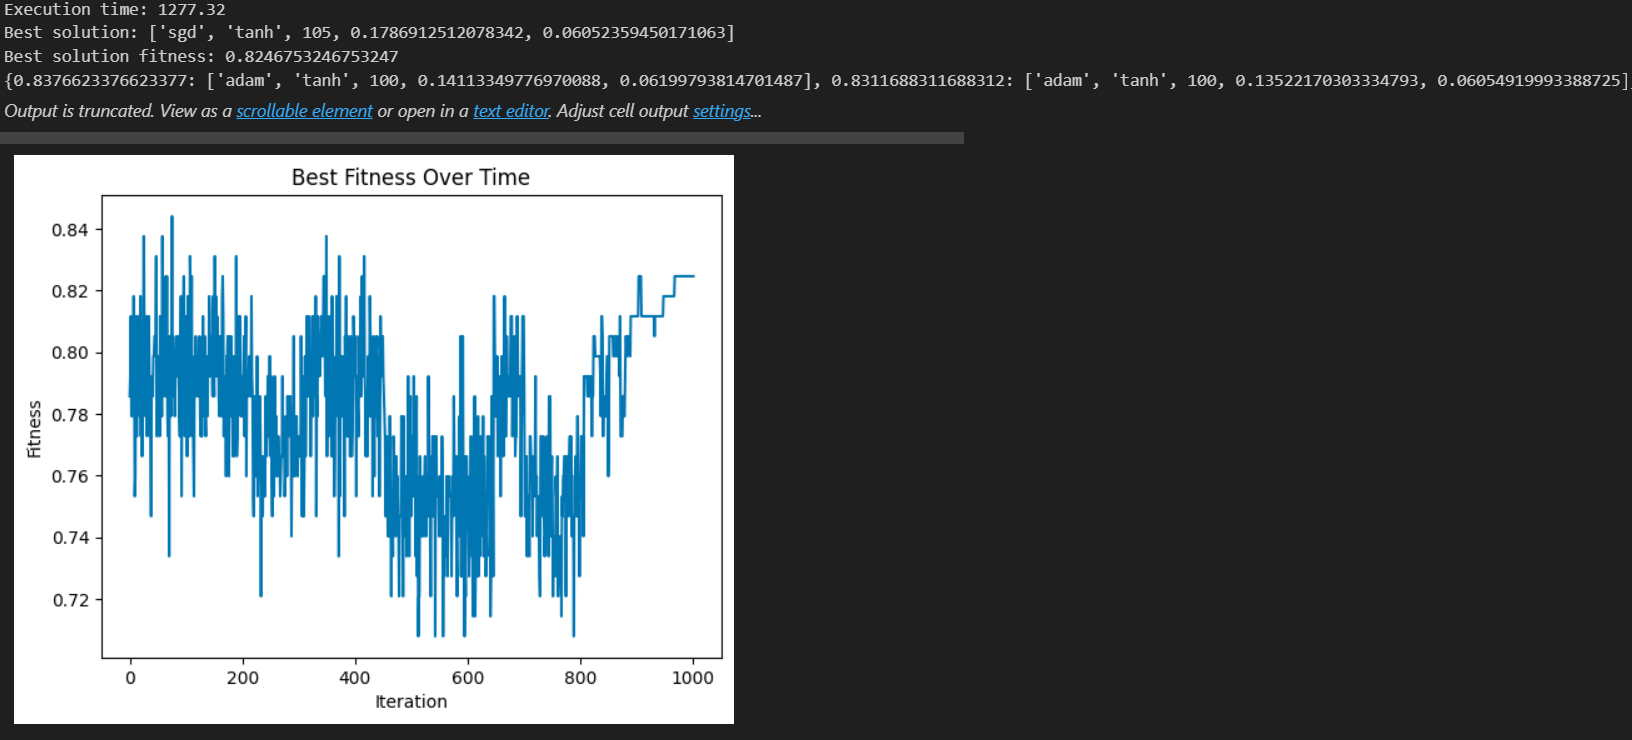 Execution time: 1277.32
Best solution: ['sgd', 'tanh', 105, 0.1786912512078342, 0.06052359450171063]
Best solution fitness: 0.8246753246753247
{0.8376623376623377: ['adam', 'tanh', 100, 0.14113349776970088, 0.06199793814701487], 0.8311688311688312: ['adam', 'tanh', 100, 0.13522170303334793, 0.06054919993388725],
Output is truncated. View as a scrollable element or open in a text editor. Adjust cell output settings...
Best Fitness Over Time
0.84
0.82
0.80
0.78
0.76
0.74
0.72
Fitness
0 200 400 600 800 1000
Iteration